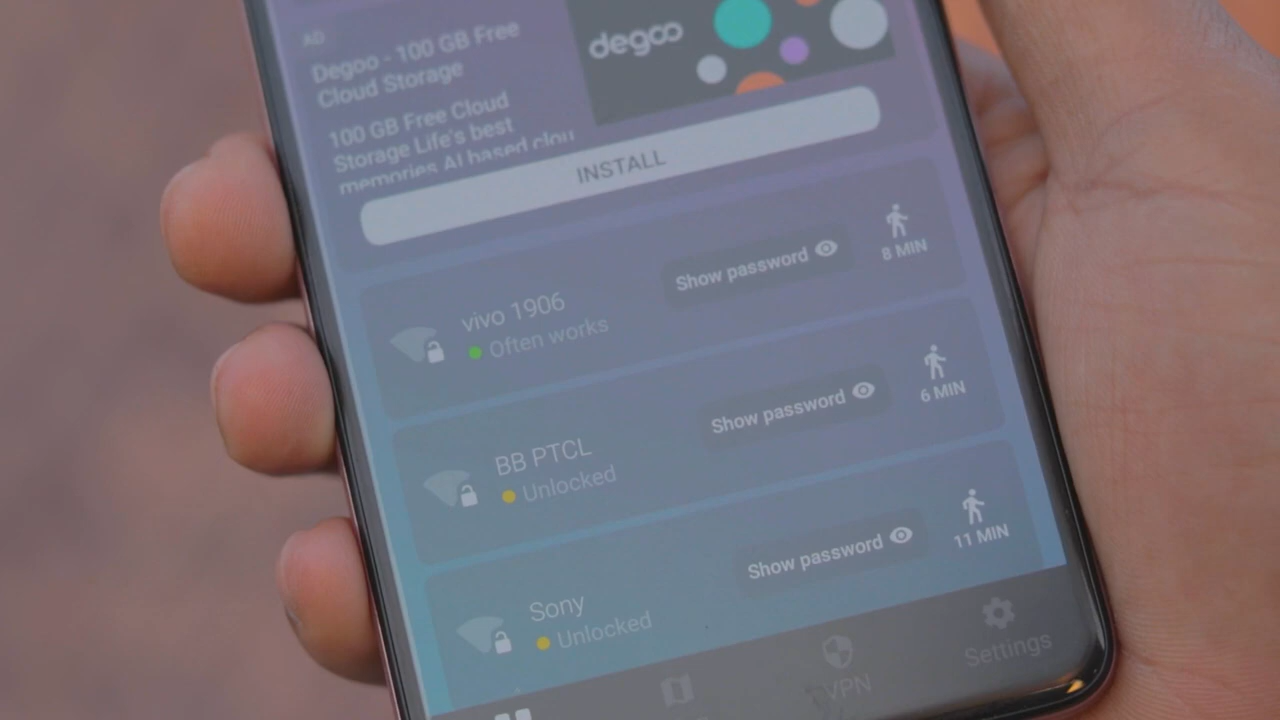 AD
Degoo - 100 GB Free
Cloud Storage
100 GB Free Cloud
Storage Life's best
memories AI based clou
degoo
INSTALL
vivo 1906
Often works
Show password
8 MIN
BB PTCL
Unlocked
Show password
6 MIN
Sony
Unlocked
Show password
11 MIN
VPN
Settings